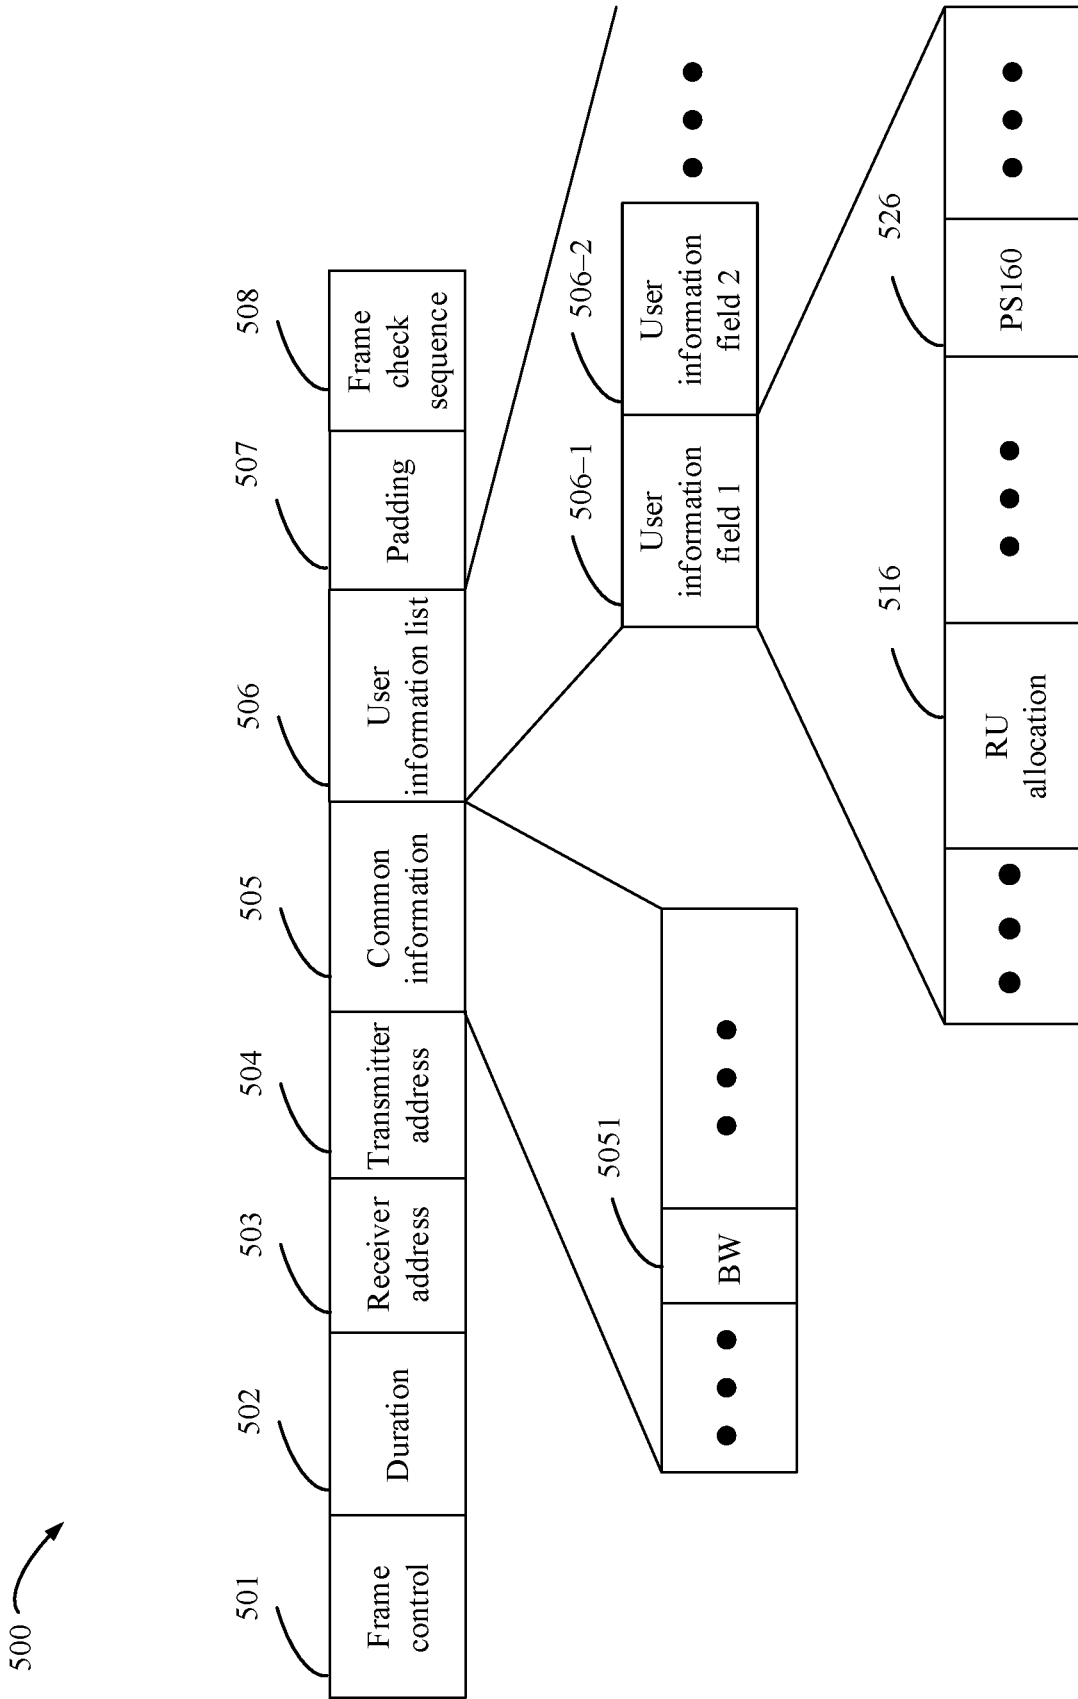 500
501
502
503
504
505
506
507
508
Frame
control
Duration
Receiver
address
Transmitter
address
Common
information
User
information list
Padding
Frame
check
sequence
506–1
506–2
User
information
field 1
User
information
field 2
5051
BW
516
526
RU
allocation
PS160